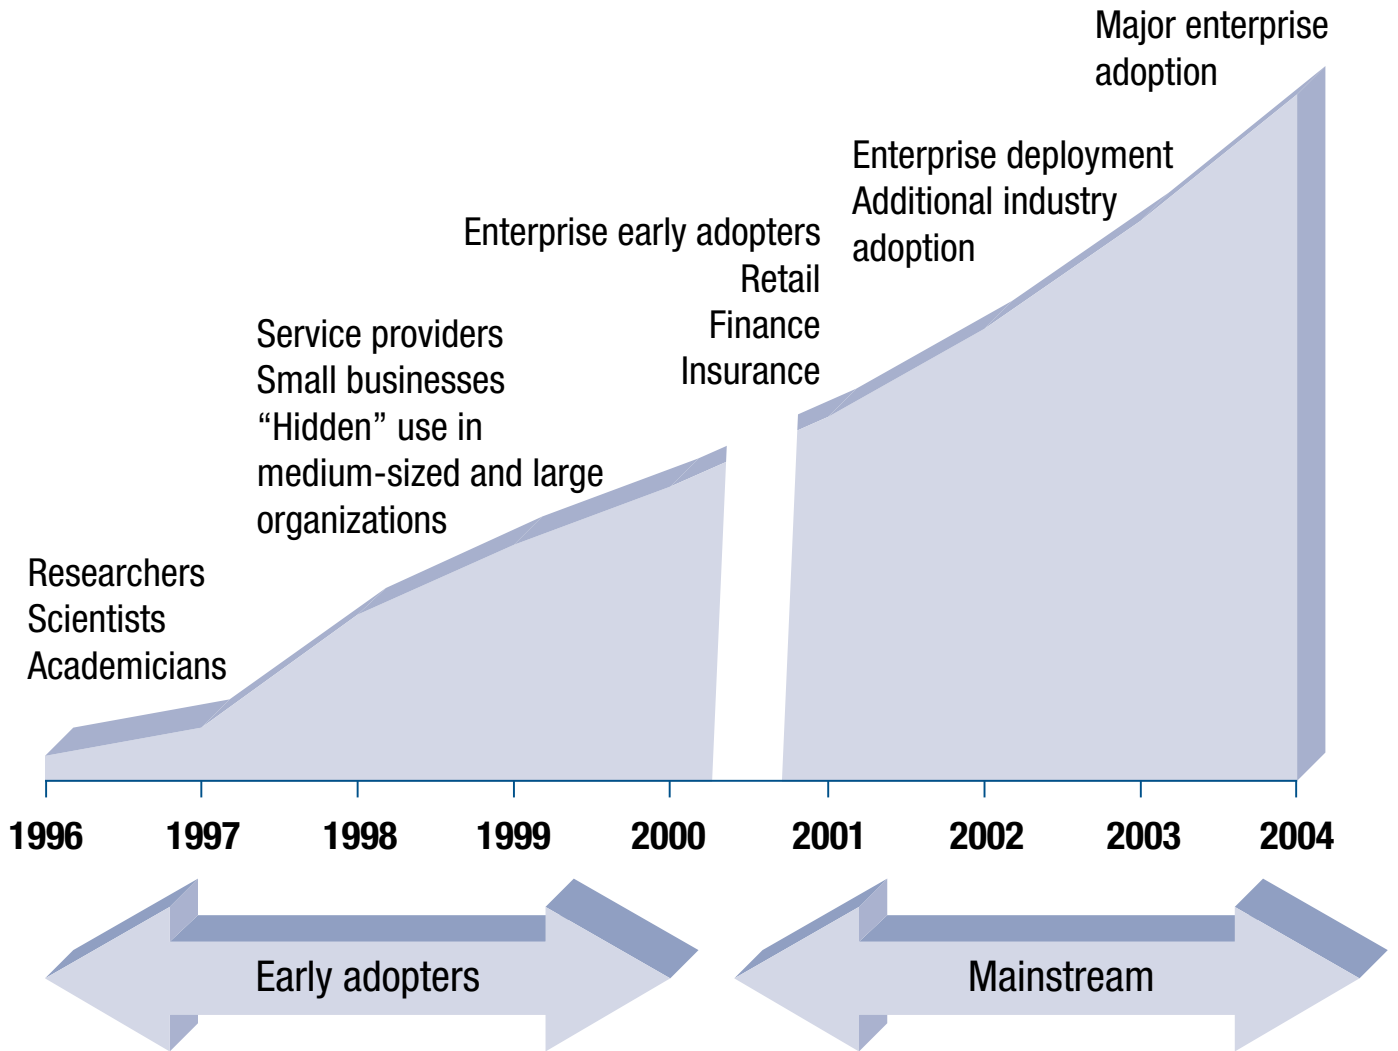 Major enterprise
adoption
Enterprise deployment
Additional industry
adoption
Enterprise early adopters
Retail
Finance
Insurance
Service providers
Small businesses
“Hidden” use in
medium-sized and large
organizations
Researchers
Scientists
Academicians
1996 1997 1998 1999 2000 2001 2002 2003 2004
Early adopters
Mainstream